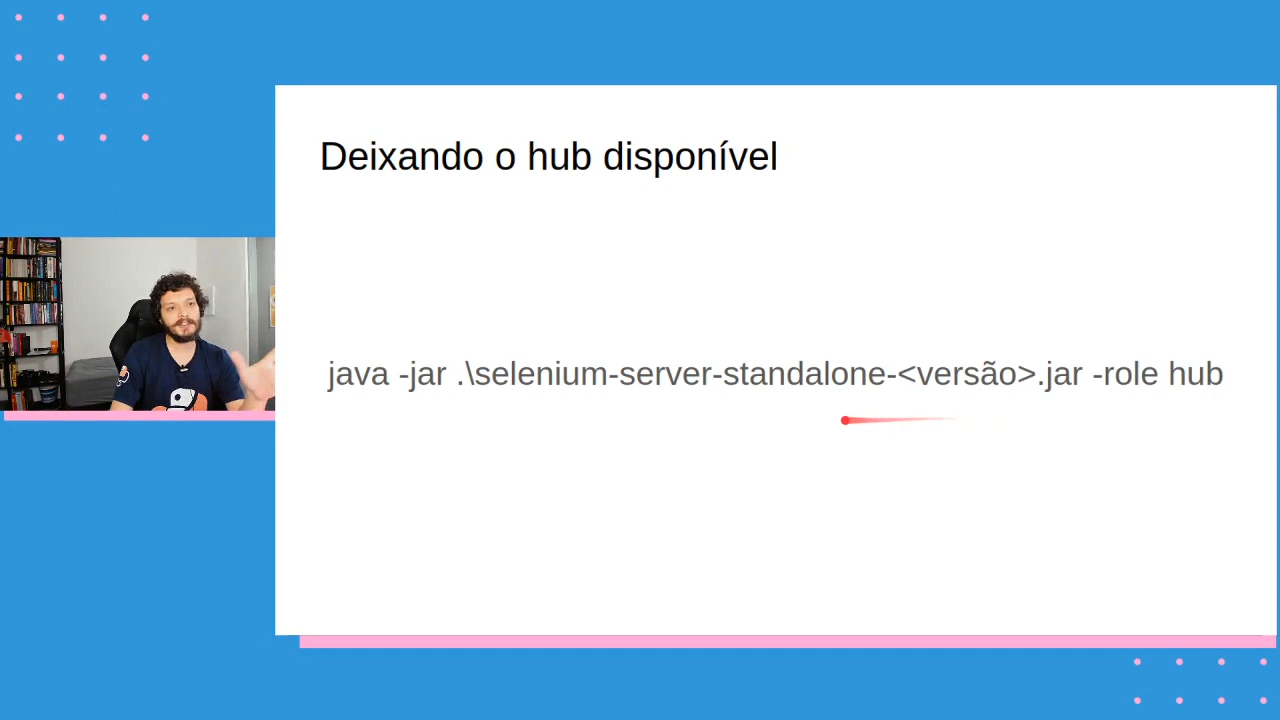 Deixando o hub disponível
java -jar .\selenium-server-standalone-<versão>.jar -role hub